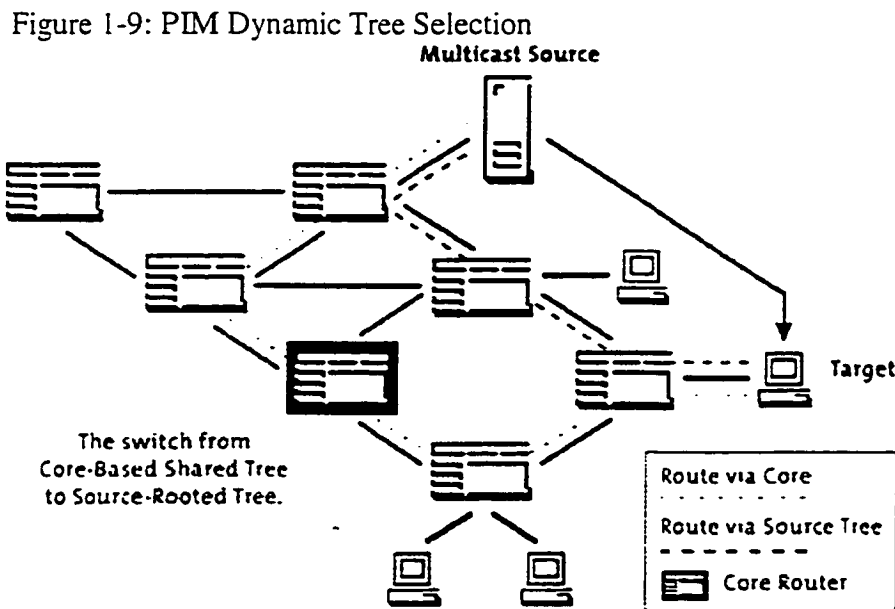 Figure 1-9: PIM Dynamic Tree Selection
Multicast Source
Target
The switch from
Core-Based Shared Tree
to Source-Rooted Tree.
Route via Core
Route via Source Tree
Core Router